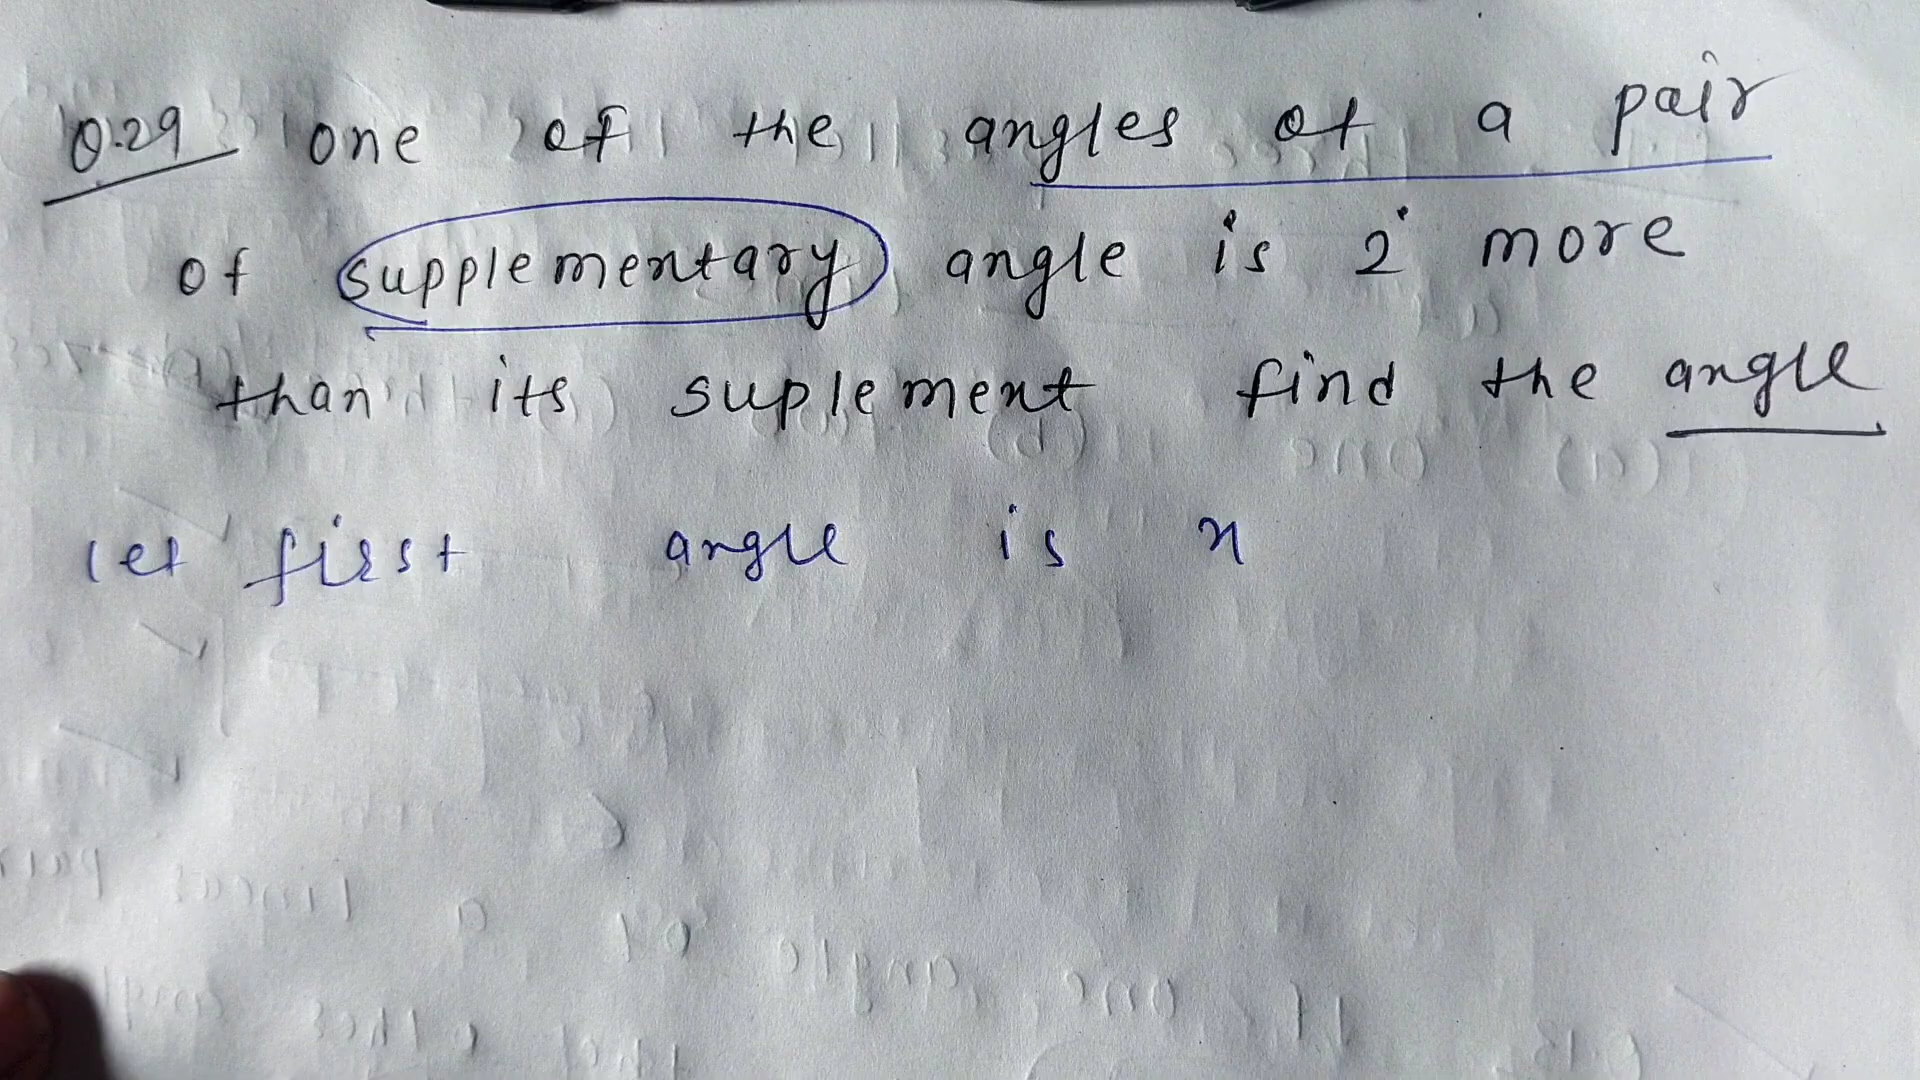 Q.29 one of the angles of a pair
of supplementary angle is 2° more
than its suplement find the angle
let first angle is x